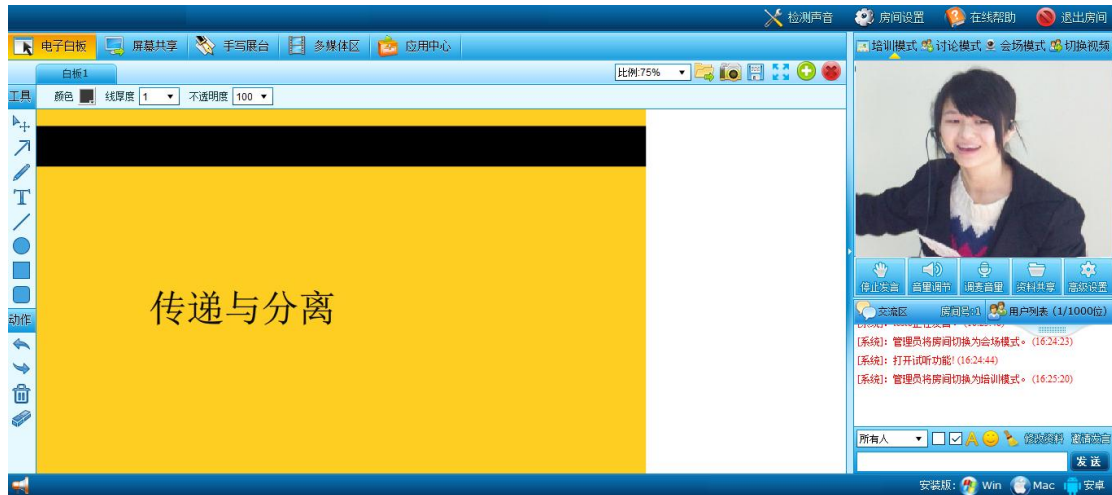 检测声音 房间设置 在线帮助 退出房间
电子白板 屏幕共享 手写展台 多媒体区 应用中心
培训模式 讨论模式 会场模式 切换视频
白板1
比例:75%
工具 颜色 线厚度 1 不透明度 100
T
传递与分离
停止发言 音量调节 调麦音量 资料共享 高级设置
动作
交流区 房间号:1 用户列表 (1/1000位)
[系统]: 管理员将房间切换为会场模式。 (16:24:23)
[系统]: 打开试听功能! (16:24:44)
[系统]: 管理员将房间切换为培训模式。 (16:25:20)
所有人 修改资料 邀请发言
发送
安装版: Win Mac 安卓